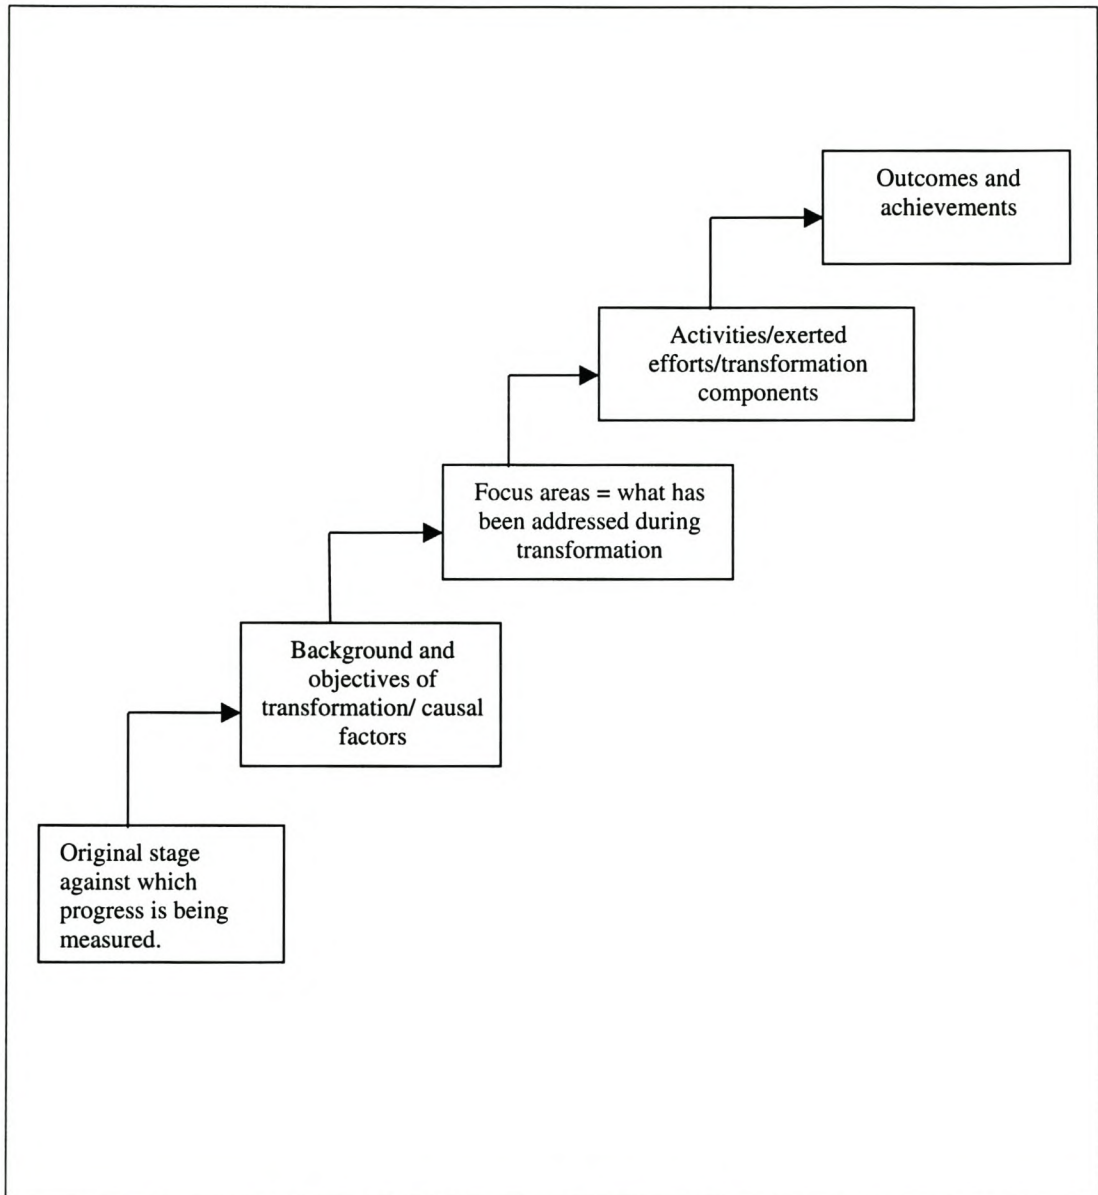 Outcomes and
achievements
Activities/exerted
efforts/transformation
components
Focus areas = what has
been addressed during
transformation
Background and
objectives of
transformation/ causal
factors
Original stage
against which
progress is being
measured.